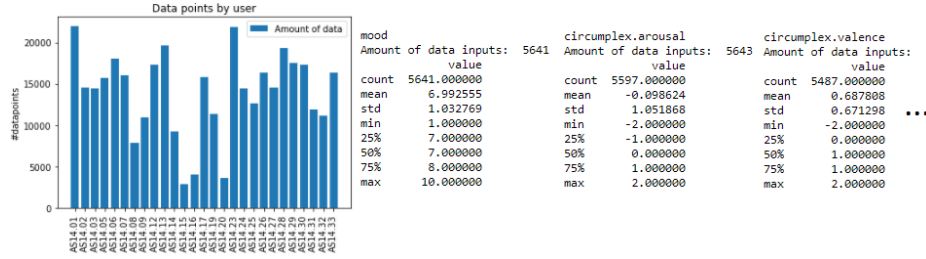 Data points by user
Amount of data
#datapoints
20000
15000
10000
5000
0
AS14.01
AS14.02
AS14.03
AS14.05
AS14.06
AS14.07
AS14.08
AS14.09
AS14.12
AS14.13
AS14.14
AS14.15
AS14.16
AS14.17
AS14.19
AS14.20
AS14.23
AS14.24
AS14.25
AS14.26
AS14.27
AS14.28
AS14.29
AS14.30
AS14.31
AS14.32
AS14.33
mood
Amount of data inputs: 5641
value
count 5641.000000
mean 6.992555
std 1.032769
min 1.000000
25% 7.000000
50% 7.000000
75% 8.000000
max 10.000000
circumplex.arousal
Amount of data inputs: 5643
value
count 5597.000000
mean -0.098624
std 1.051868
min -2.000000
25% -1.000000
50% 0.000000
75% 1.000000
max 2.000000
circumplex.valence
Amount of data inputs:
value
count 5487.000000
mean 0.687808
std 0.671298
min -2.000000
25% 0.000000
50% 1.000000
75% 1.000000
max 2.000000
...